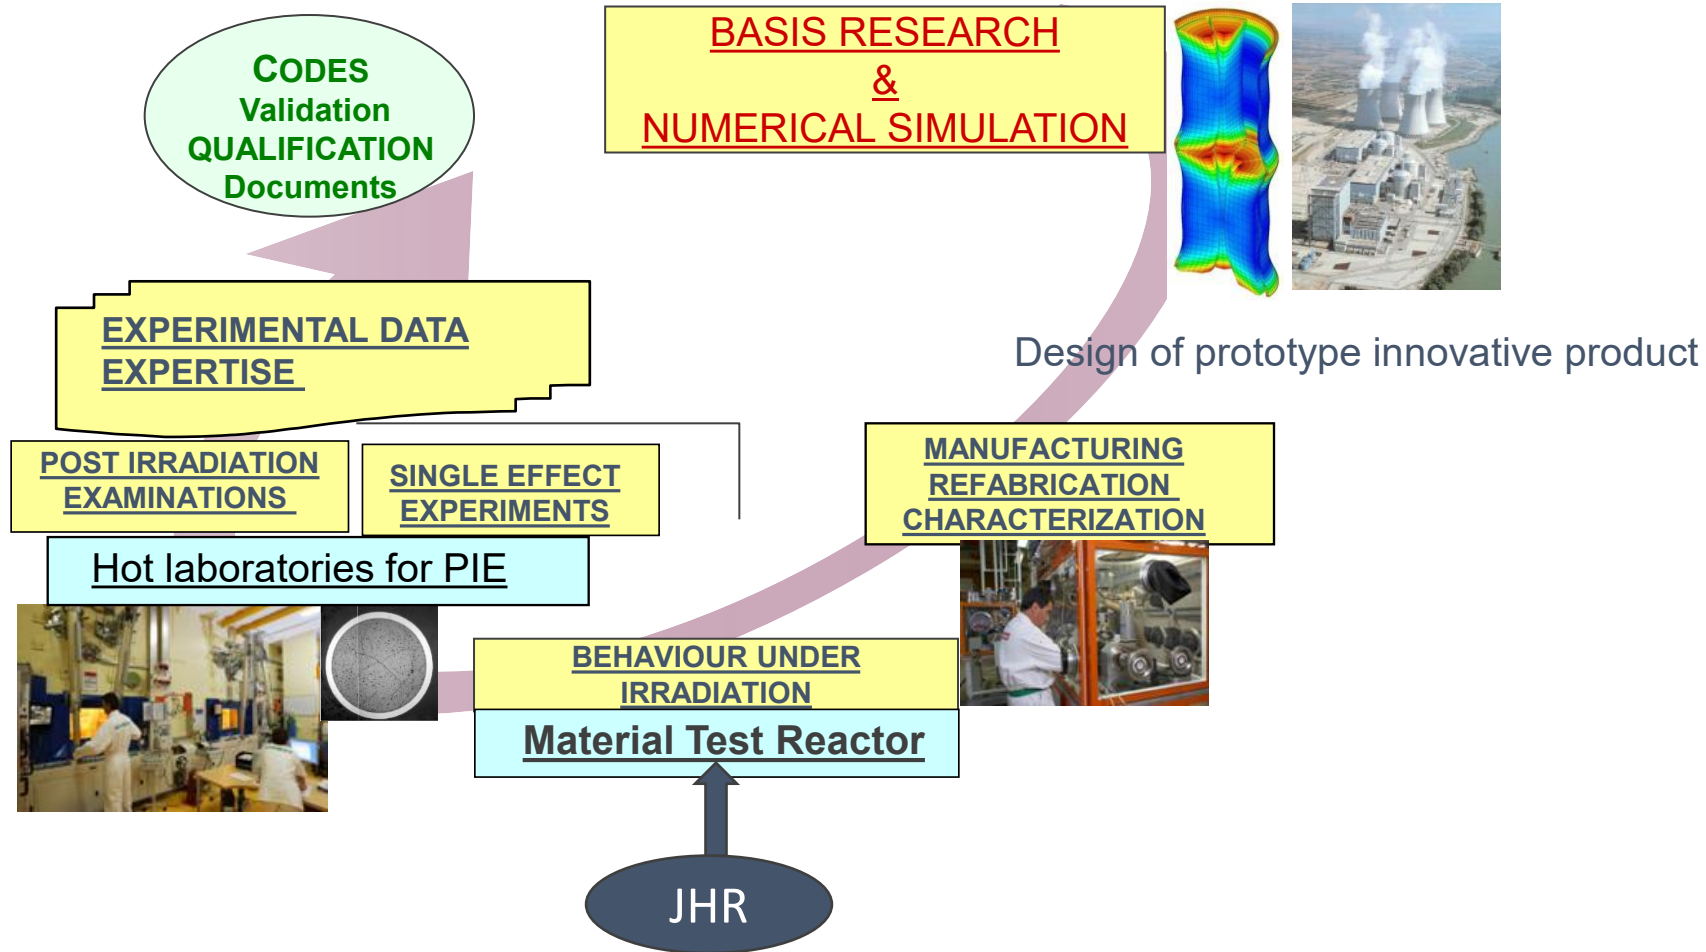 CODES
Validation
QUALIFICATION
Documents
BASIS RESEARCH
&
NUMERICAL SIMULATION
Design of prototype innovative product
EXPERIMENTAL DATA
EXPERTISE
POST IRRADIATION
EXAMINATIONS
SINGLE EFFECT
EXPERIMENTS
MANUFACTURING
REFABRICATION
CHARACTERIZATION
Hot laboratories for PIE
BEHAVIOUR UNDER
IRRADIATION
Material Test Reactor
JHR